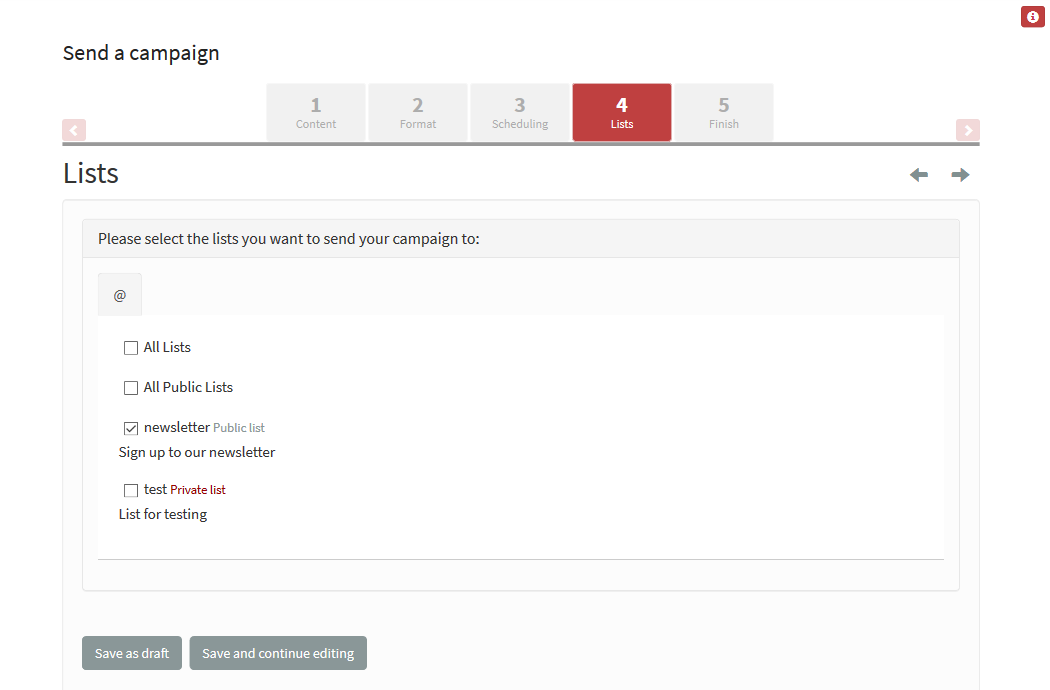 Send a campaign
1
Content
2
Format
3
Scheduling
4
Lists
5
Finish
Lists
Please select the lists you want to send your campaign to:
@
All Lists
All Public Lists
newsletter Public list
Sign up to our newsletter
test Private list
List for testing
Save as draft
Save and continue editing